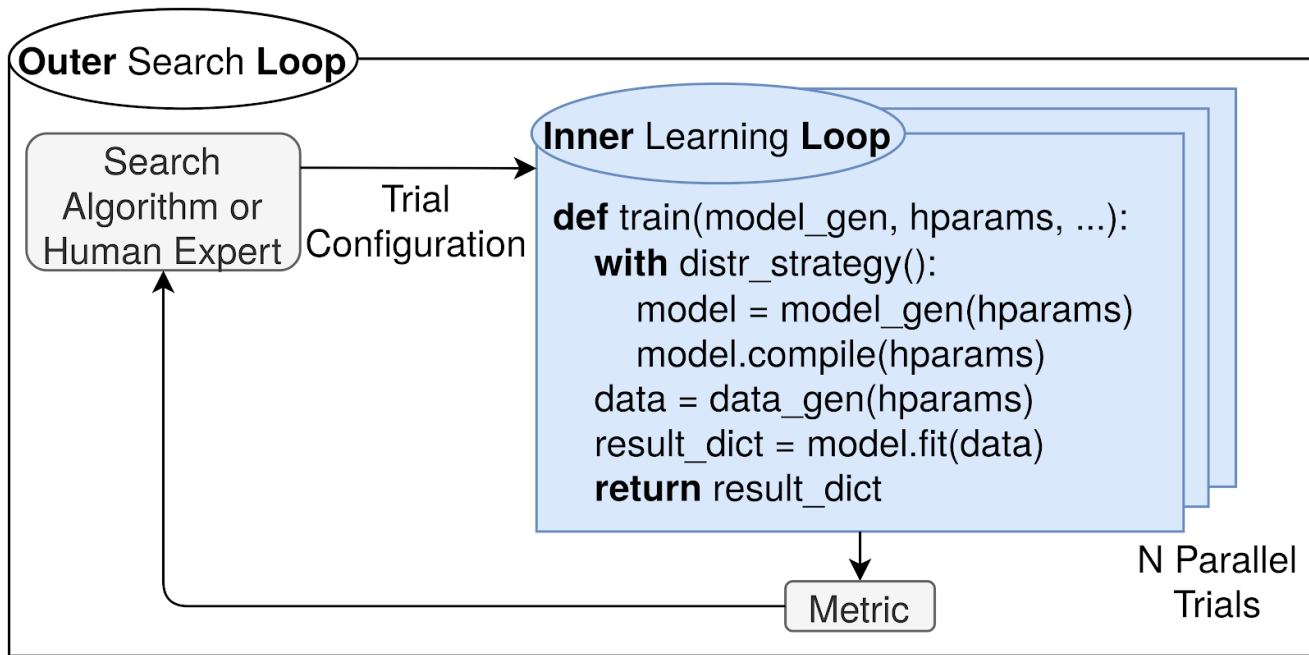 Outer Search Loop
Search
Algorithm or
Human Expert
Trial
Configuration
Inner Learning Loop
def train(model_gen, hparams, ...):
with distr_strategy():
model = model_gen(hparams)
model.compile(hparams)
data = data_gen(hparams)
result_dict = model.fit(data)
return result_dict
Metric
N Parallel
Trials